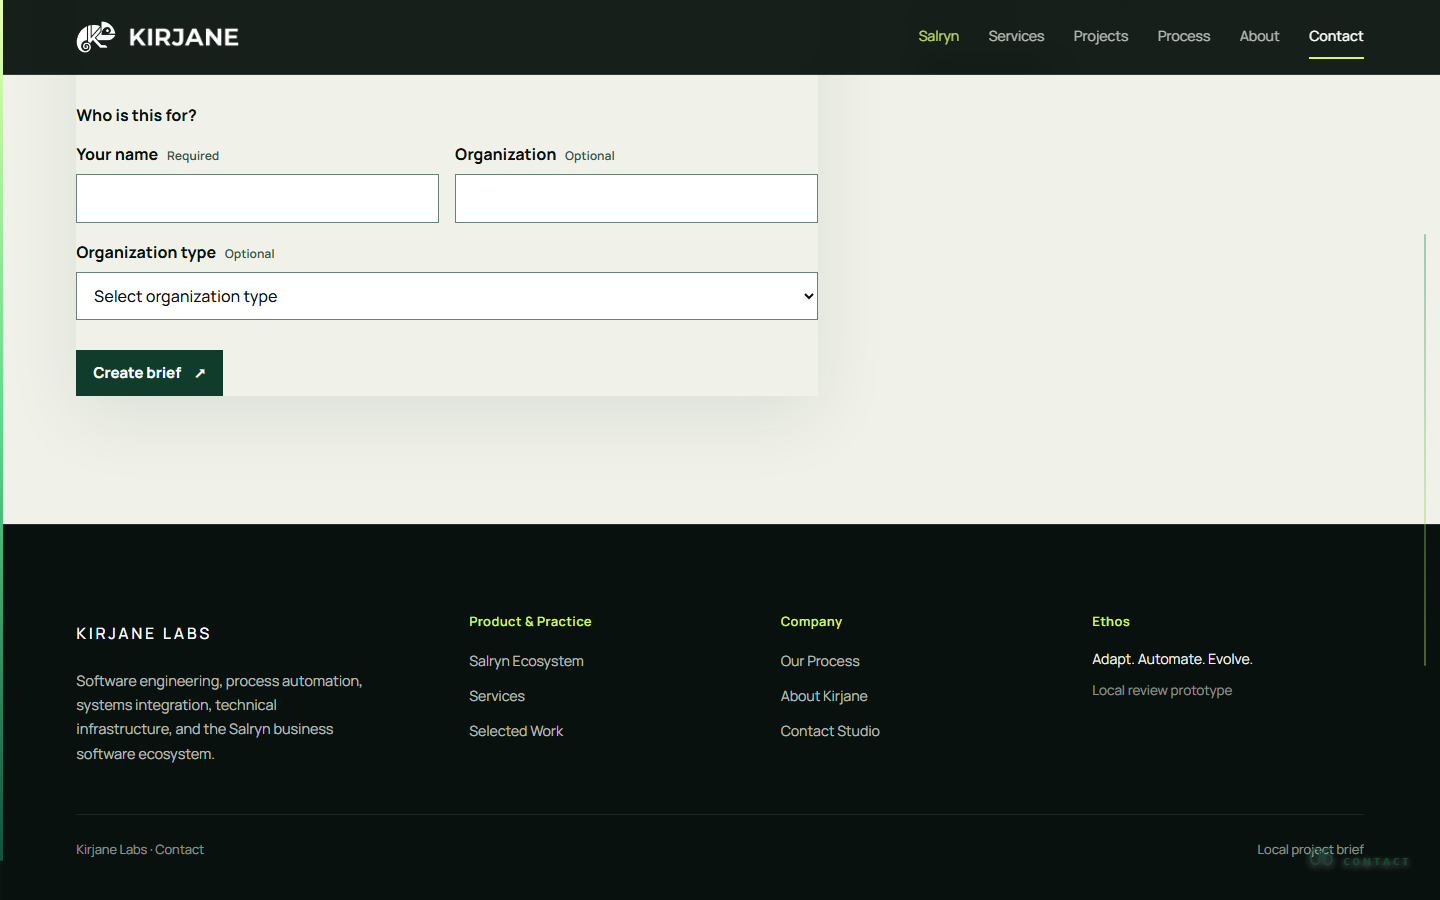 KIRJANE
Salryn Services Projects Process About Contact
Who is this for?
Your name Required
Organization Optional
Organization type Optional
Select organization type
Create brief ↗
KIRJANE LABS
Software engineering, process automation,
systems integration, technical
infrastructure, and the Salryn business
software ecosystem.
Product & Practice
Salryn Ecosystem
Services
Selected Work
Company
Our Process
About Kirjane
Contact Studio
Ethos
Adapt. Automate. Evolve.
Local review prototype
Kirjane Labs · Contact
Local project brief
CONTACT